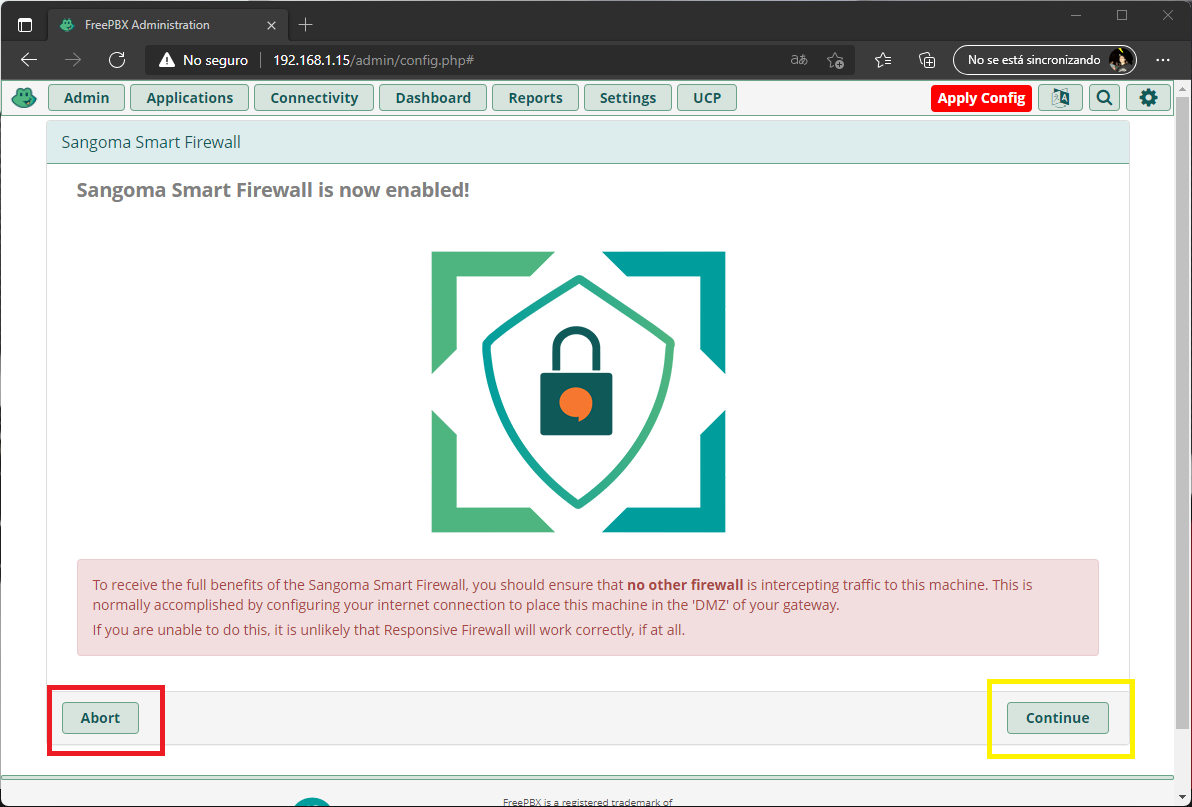 FreePBX Administration
No seguro
192.168.1.15/admin/config.php#
aあ
No se está sincronizando
Admin
Applications
Connectivity
Dashboard
Reports
Settings
UCP
Apply Config
Sangoma Smart Firewall
Sangoma Smart Firewall is now enabled!
To receive the full benefits of the Sangoma Smart Firewall, you should ensure that no other firewall is intercepting traffic to this machine. This is
normally accomplished by configuring your internet connection to place this machine in the 'DMZ' of your gateway.
If you are unable to do this, it is unlikely that Responsive Firewall will work correctly, if at all.
Abort
Continue
FreePBX is a registered trademark of